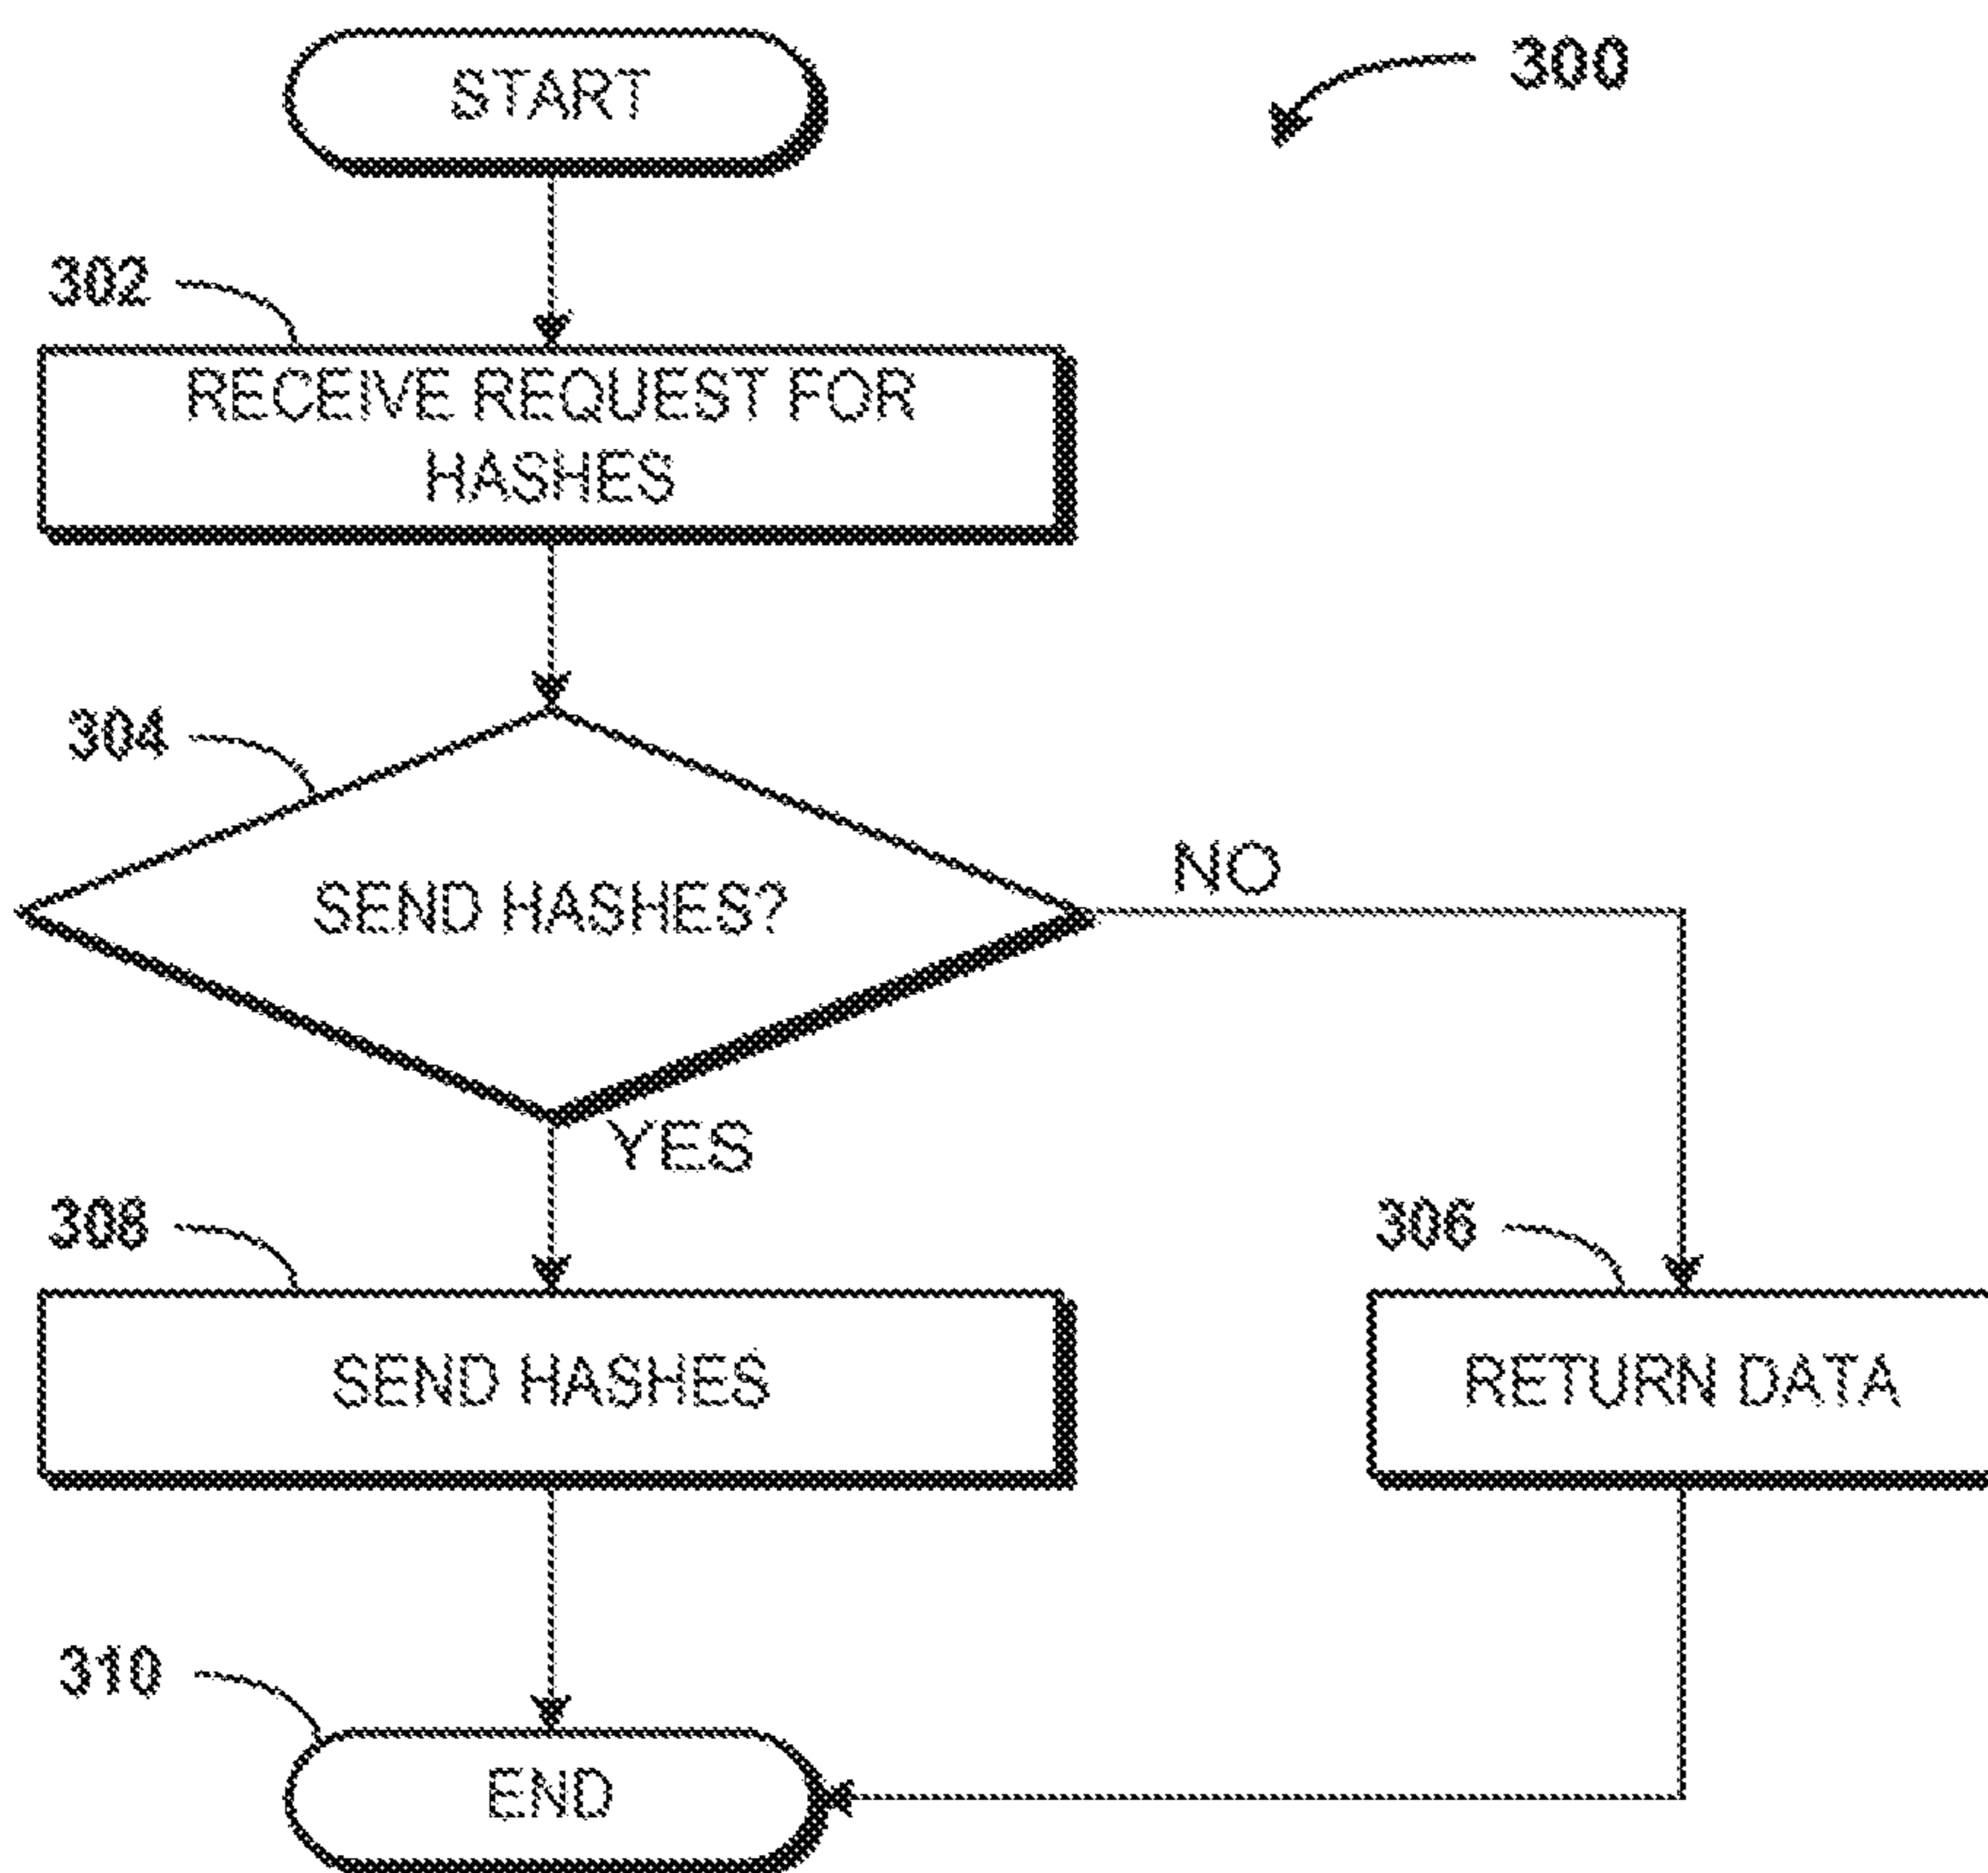 START
300
302
RECEIVE REQUEST FOR
HASHES
304
SEND HASHES?
NO
YES
308
306
SEND HASHES
RETURN DATA
310
END